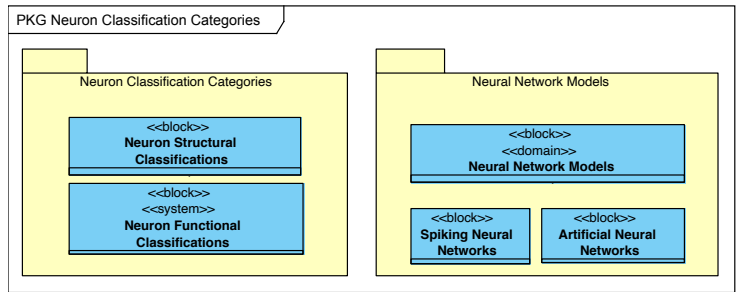 PKG Neuron Classification Categories
Neuron Classification Categories
<<block>>
Neuron Structural
Classifications
<<block>>
<<system>>
Neuron Functional
Classifications
Neural Network Models
<<block>>
<<domain>>
Neural Network Models
<<block>>
Spiking Neural
Networks
<<block>>
Artificial Neural
Networks